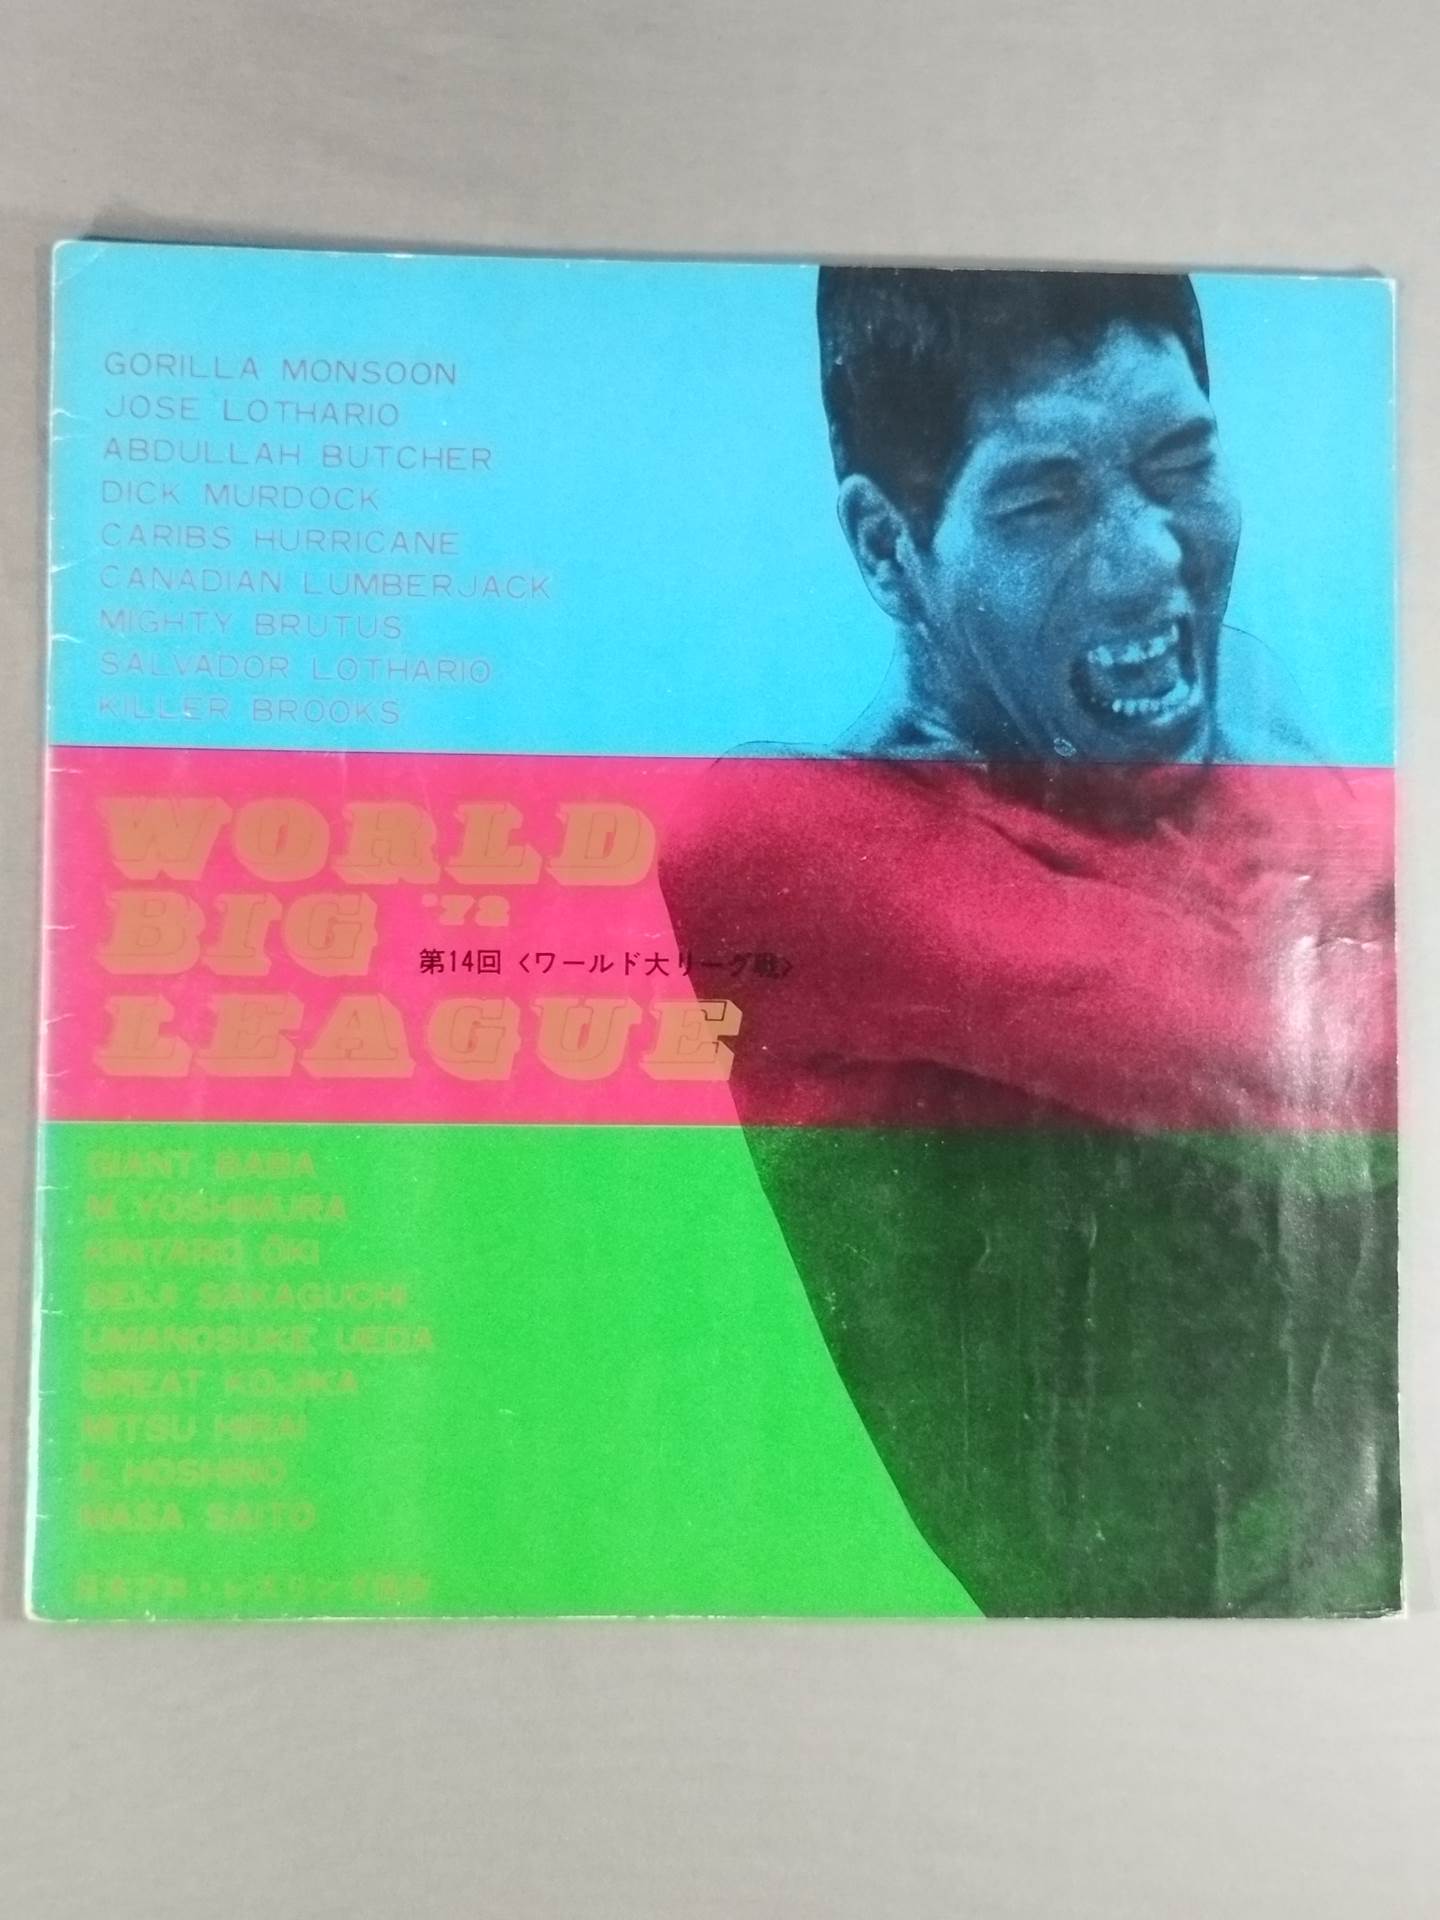 GORILLA MONSOON
JOSE LOTHARIO
ABDULLAH BUTCHER
DICK MURDOCK
CARIBS HURRICANE
CANADIAN LUMBERJACK
MIGHTY BRUTUS
SALVADOR LOTHARIO
KILLER BROOKS
WORLD
BIG '72
第14回〈ワールド大リーグ戦〉
LEAGUE
GIANT BABA
M. YOSHIMURA
KINTARO ŌKI
SEIJI SAKAGUCHI
UMANOSUKE UEDA
GREAT KOJIKA
MITSU HIRAI
K. HOSHINO
MASA SAITO
日本プロ・レスリング協会